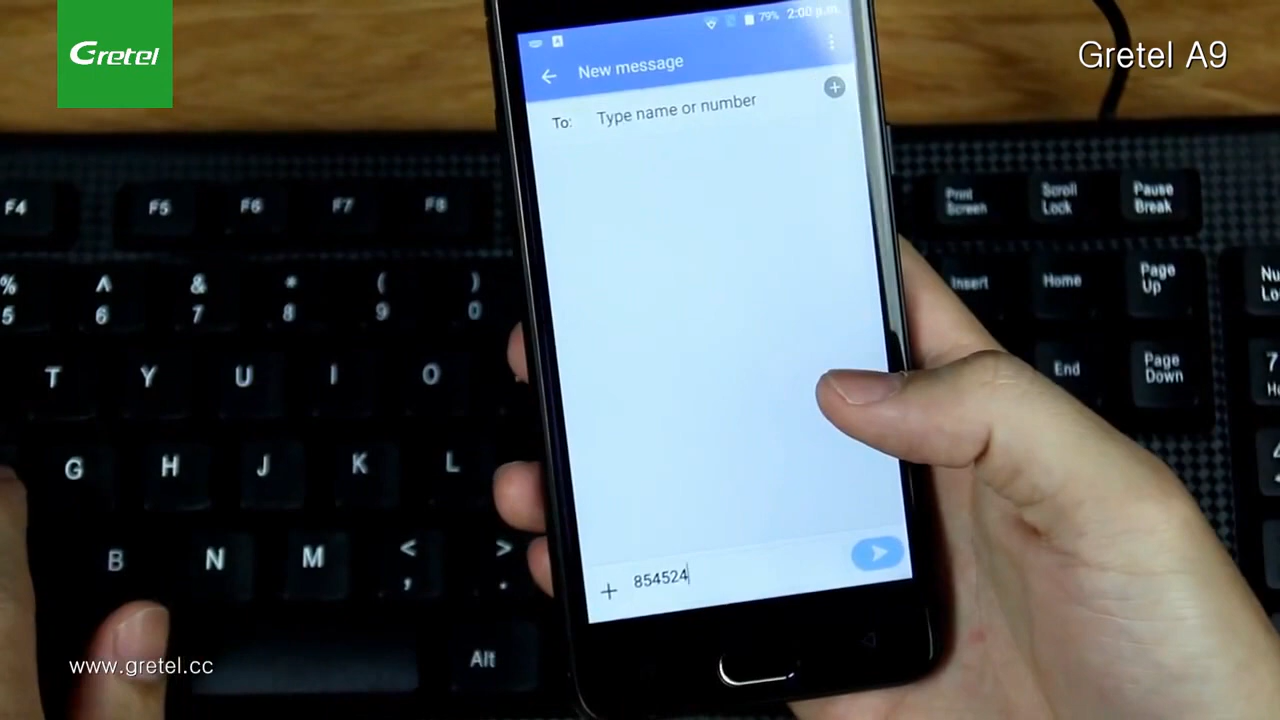 Gretel
Gretel A9
79% 2:00 p.m.
New message
To: Type name or number
+
+ 854524
F4 F5 F6 F7 F8
Print Screen
Scroll Lock
Pause Break
% 5
^ 6
& 7
* 8
( 9
) 0
Insert Home Page Up
T Y U I O
End Page Down
7
G H J K L
4
B N M < , > .
Alt
www.gretel.cc